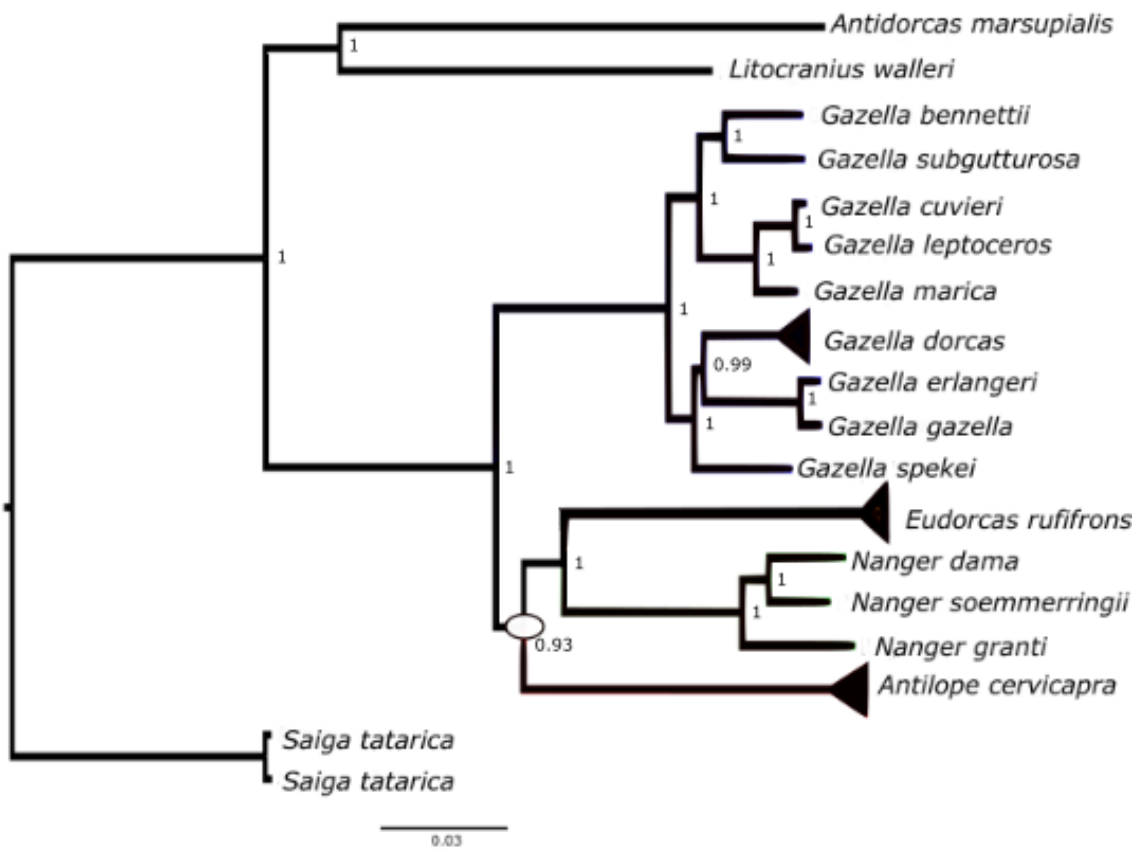 Antidorcas marsupialis
1
Litocranius walleri
Gazella bennettii
1
Gazella subgutturosa
1
Gazella cuvieri
1
Gazella leptoceros
1
1
Gazella marica
1
Gazella dorcas
0.99
Gazella erlangeri
1
Gazella gazella
1
Gazella spekei
1
Eudorcas rufifrons
1
Nanger dama
1
Nanger soemmerringii
1
Nanger granti
0.93
Antilope cervicapra
Saiga tatarica
Saiga tatarica
0.03